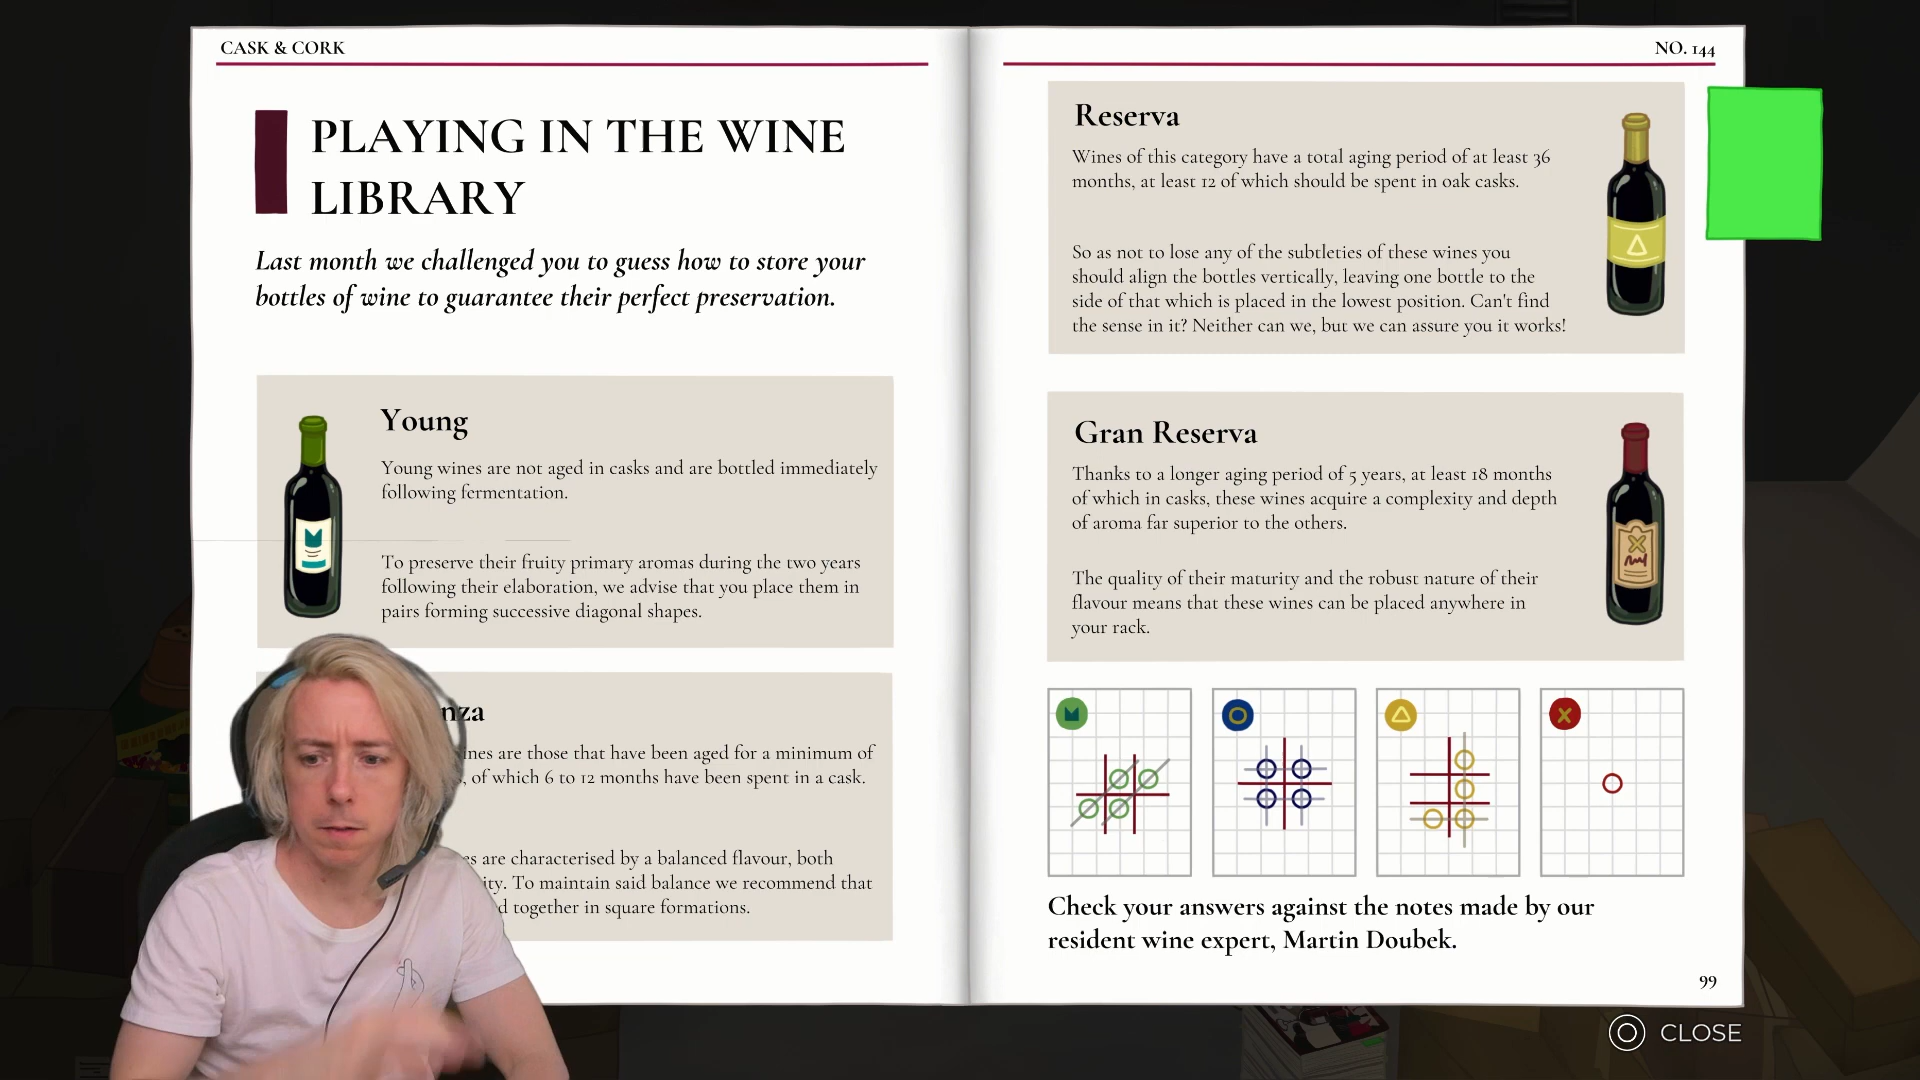 CASK & CORK
PLAYING IN THE WINE
LIBRARY
Last month we challenged you to guess how to store your
bottles of wine to guarantee their perfect preservation.
Young
Young wines are not aged in casks and are bottled immediately
following fermentation.
To preserve their fruity primary aromas during the two years
following their elaboration, we advise that you place them in
pairs forming successive diagonal shapes.
are those that have been aged for a minimum of
of which 6 to 12 months have been spent in a cask.
are characterised by a balanced flavour, both
To maintain said balance we recommend that
together in square formations.
NO. 144
Reserva
Wines of this category have a total aging period of at least 36
months, at least 12 of which should be spent in oak casks.
So as not to lose any of the subtleties of these wines you
should align the bottles vertically, leaving one bottle to the
side of that which is placed in the lowest position. Can't find
the sense in it? Neither can we, but we can assure you it works!
Gran Reserva
Thanks to a longer aging period of 5 years, at least 18 months
of which in casks, these wines acquire a complexity and depth
of aroma far superior to the others.
The quality of their maturity and the robust nature of their
flavour means that these wines can be placed anywhere in
your rack.
Check your answers against the notes made by our
resident wine expert, Martin Doubek.
99
CLOSE